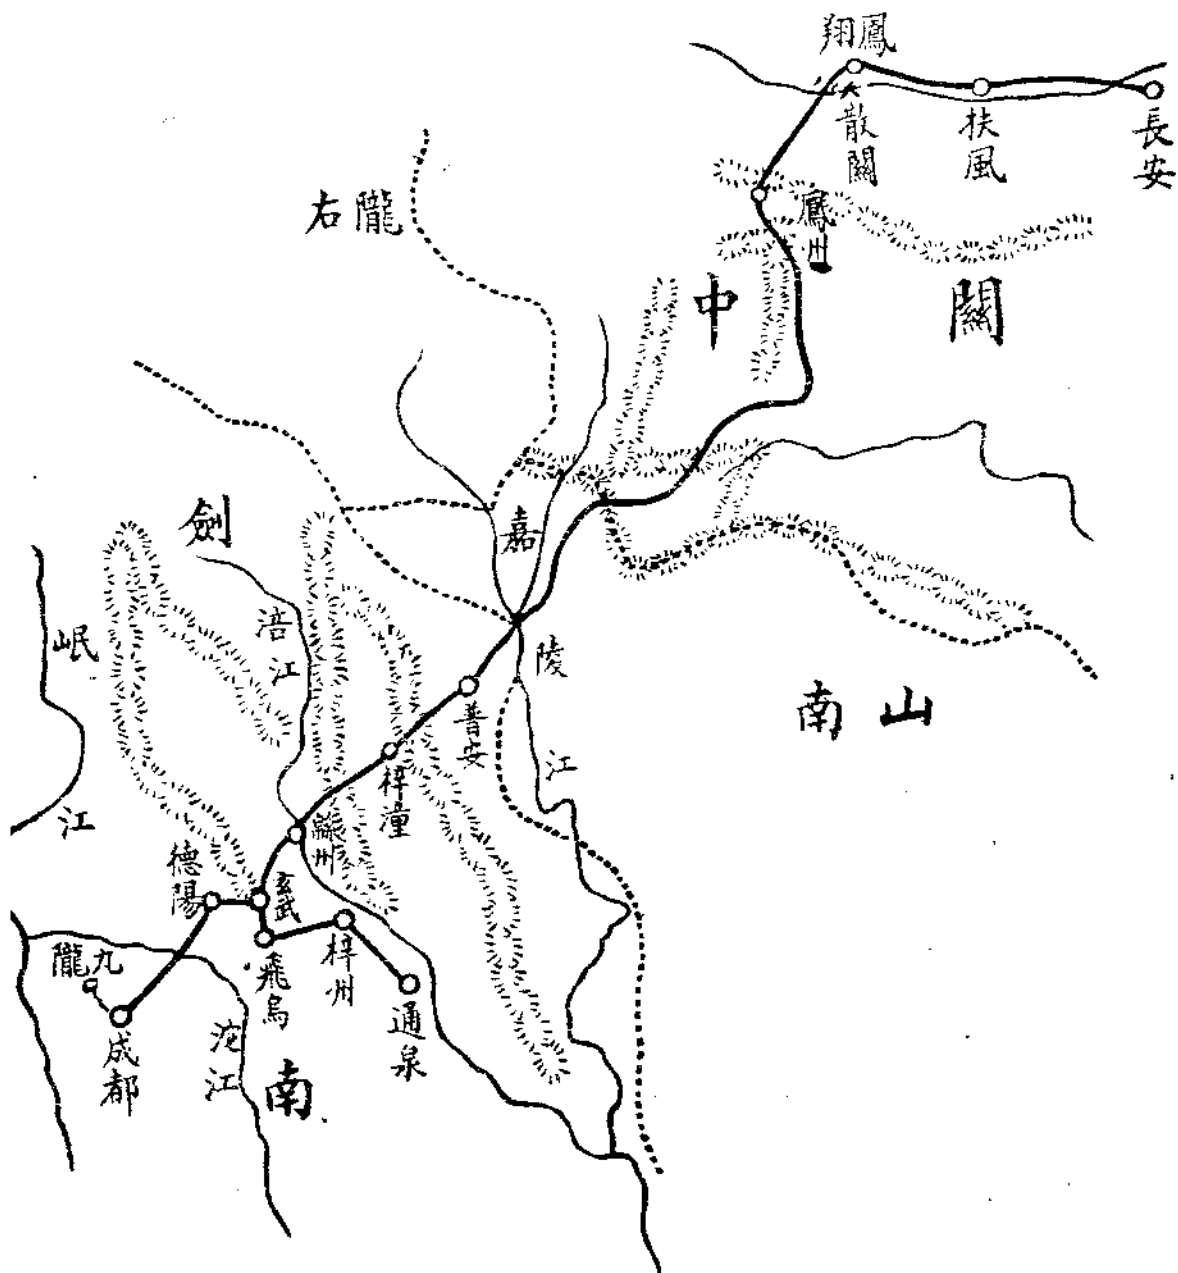 鳳翔
散關
扶風
長安
隴右
鳳州
關中
劍南
嘉陵江
涪江
岷江
山南
普安
梓潼
緜州
德陽
玄武
九隴
飛烏
梓州
通泉
成都
沱江